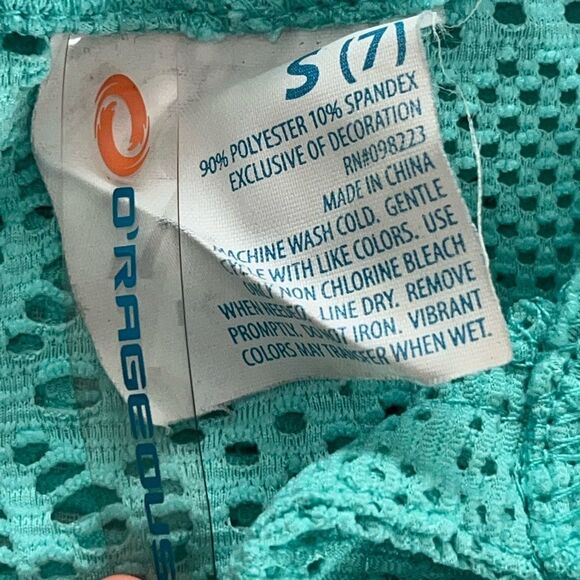 O'RAGEOUS
S (7)
90% POLYESTER 10% SPANDEX
EXCLUSIVE OF DECORATION
RN#098223
MADE IN CHINA
MACHINE WASH COLD. GENTLE
WITH LIKE COLORS. USE
ONLY NON CHLORINE BLEACH
WHEN NEEDED. LINE DRY. REMOVE
PROMPTLY. DO NOT IRON. VIBRANT
COLORS MAY TRANSFER WHEN WET.